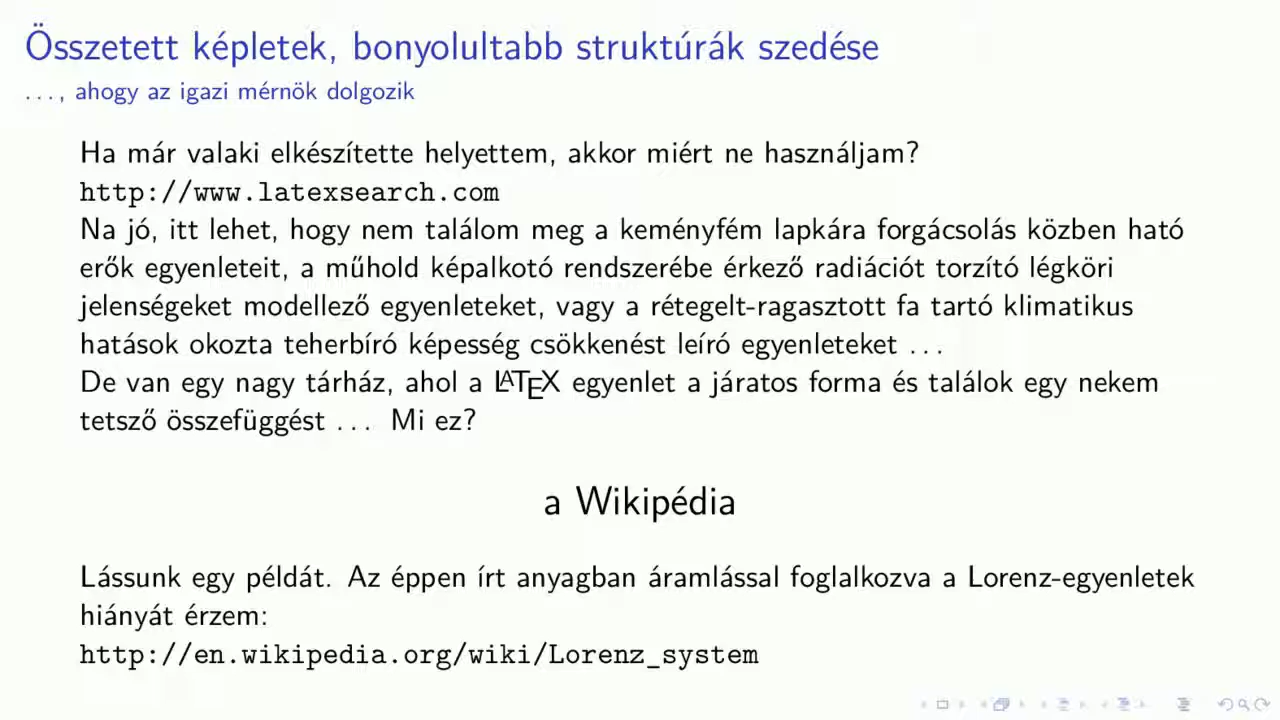 Összetett képletek, bonyolultabb struktúrák szedése
..., ahogy az igazi mérnök dolgozik
Ha már valaki elkészítette helyettem, akkor miért ne használjam?
http://www.latexsearch.com
Na jó, itt lehet, hogy nem találom meg a keményfém lapkára forgácsolás közben ható
erők egyenleteit, a műhold képalkotó rendszerébe érkező radiációt torzító légköri
jelenségeket modellező egyenleteket, vagy a rétegelt-ragasztott fa tartó klimatikus
hatások okozta teherbíró képesség csökkenést leíró egyenleteket ...
De van egy nagy tárház, ahol a LATEX egyenlet a járatos forma és találok egy nekem
tetsző összefüggést ... Mi ez?
a Wikipédia
Lássunk egy példát. Az éppen írt anyagban áramlással foglalkozva a Lorenz-egyenletek
hiányát érzem:
http://en.wikipedia.org/wiki/Lorenz_system